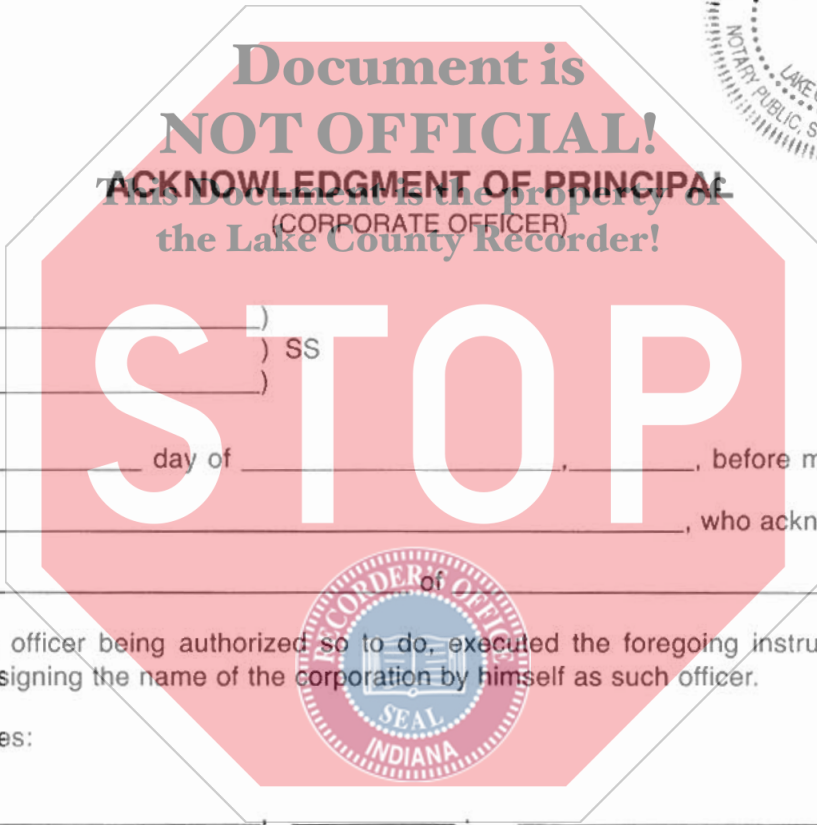 Document is
NOT OFFICIAL!
NOTARY PUBLIC, S
LAKE
ACKNOWLEDGMENT OF PRINCIPAL
This Document is the property of
(CORPORATE OFFICER)
the Lake County Recorder!
)
) SS
)
STOP
day of , , before m
, who ackn
of
officer being authorized so to do, executed the foregoing instru
signing the name of the corporation by himself as such officer.
es:
RECORDER'S OFFICE
SEAL
INDIANA